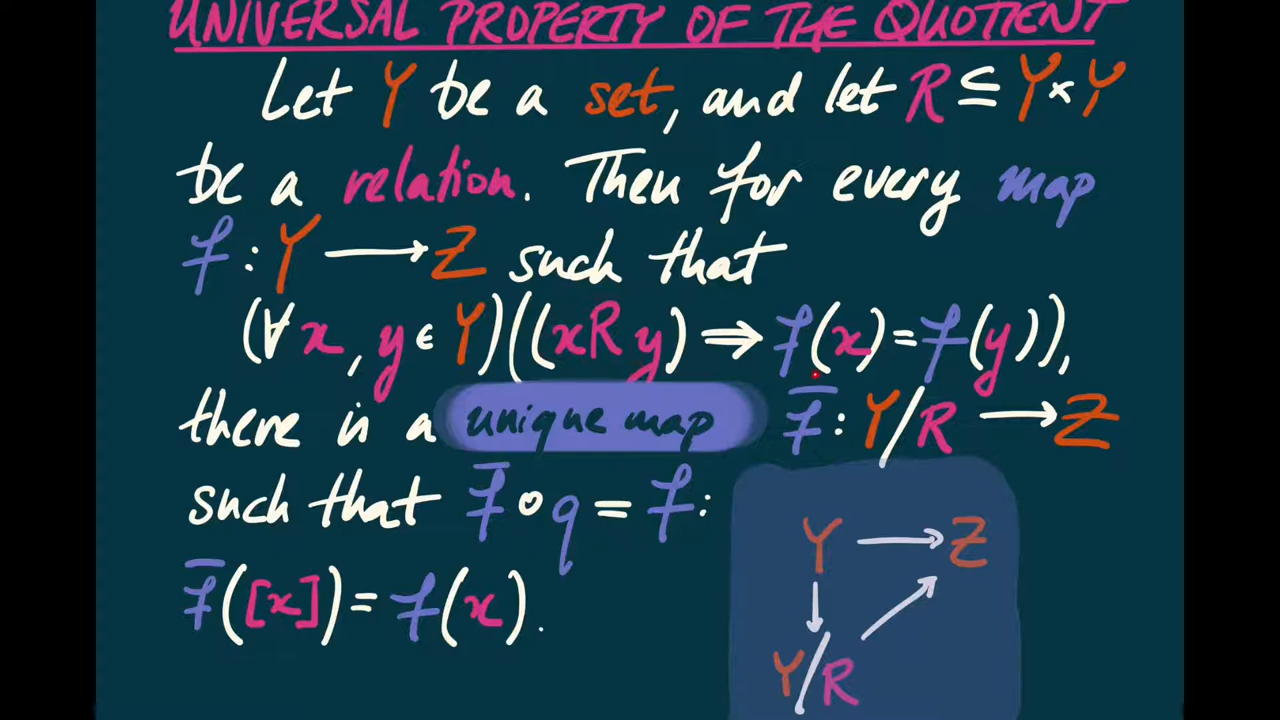 UNIVERSAL PROPERTY OF THE QUOTIENT
Let Y be a set, and let R ⊆ Y × Y
be a relation. Then for every map
f : Y ⟶ Z such that
(∀ x, y ∈ Y)((x R y) ⟹ f(x) = f(y)),
there is a unique map f̅ : Y/R ⟶ Z
such that f̅ ∘ q = f :
f̅([x]) = f(x).
Y ⟶ Z
Y/R